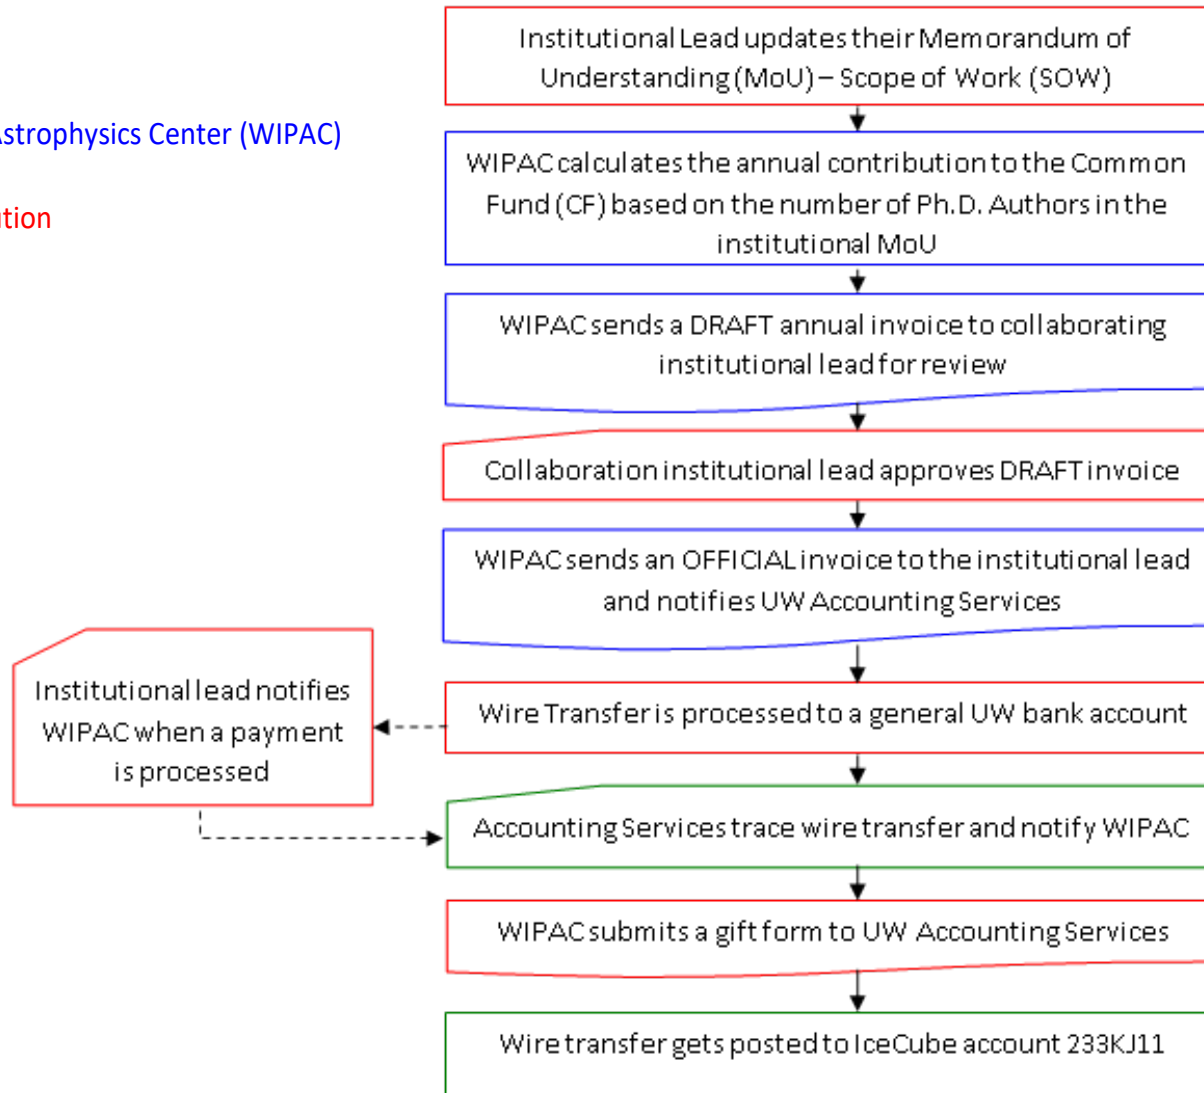 Institutional Lead updates their Memorandum of
Understanding (MoU) – Scope of Work (SOW)
Astrophysics Center (WIPAC)
WIPAC calculates the annual contribution to the Common
Fund (CF) based on the number of Ph.D. Authors in the
institutional MoU
WIPAC sends a DRAFT annual invoice to collaborating
institutional lead for review
Collaboration institutional lead approves DRAFT invoice
WIPAC sends an OFFICIAL invoice to the institutional lead
and notifies UW Accounting Services
Institutional lead notifies
WIPAC when a payment
is processed
Wire Transfer is processed to a general UW bank account
Accounting Services trace wire transfer and notify WIPAC
WIPAC submits a gift form to UW Accounting Services
Wire transfer gets posted to IceCube account 233KJ11